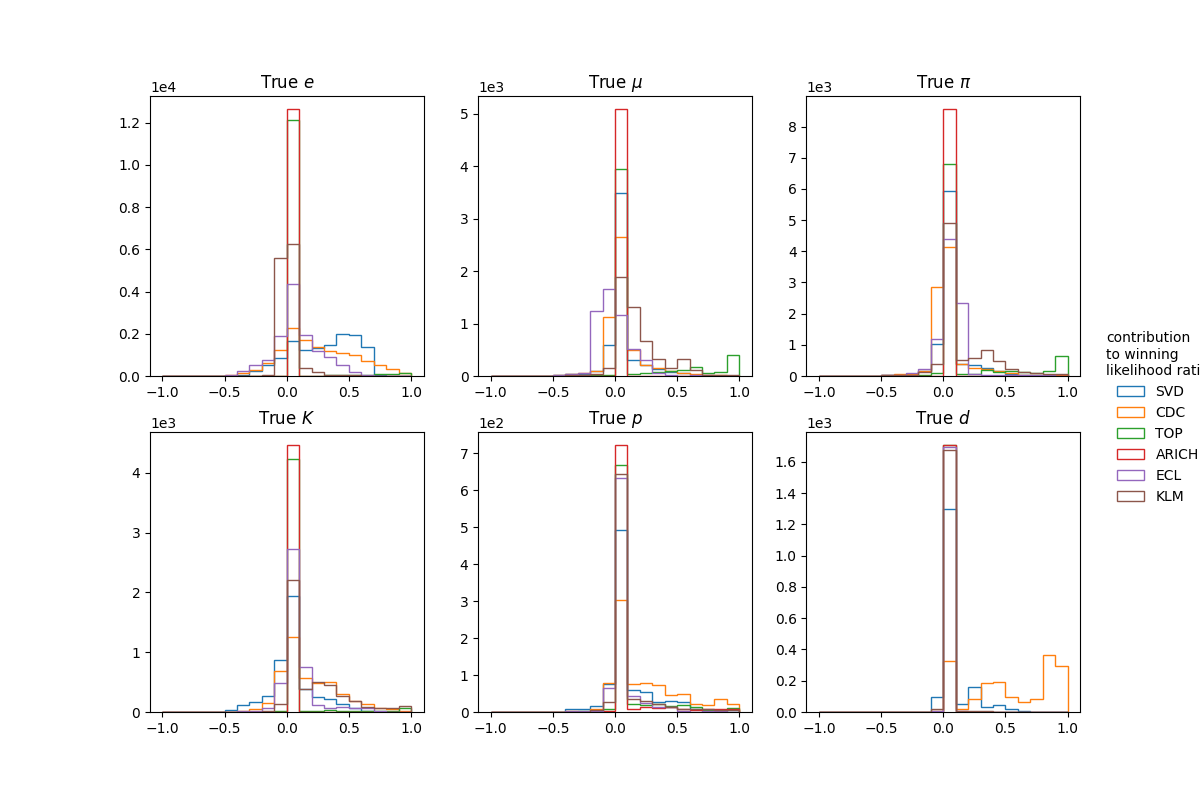 True e
1e4
0.0
0.2
0.4
0.6
0.8
1.0
1.2
−1.0 −0.5 0.0 0.5 1.0
True μ
1e3
0
1
2
3
4
5
−1.0 −0.5 0.0 0.5 1.0
True π
1e3
0
1
2
3
4
5
6
7
8
−1.0 −0.5 0.0 0.5 1.0
True K
1e3
0
1
2
3
4
−1.0 −0.5 0.0 0.5 1.0
True p
1e2
0
1
2
3
4
5
6
7
−1.0 −0.5 0.0 0.5 1.0
True d
1e3
0.0
0.2
0.4
0.6
0.8
1.0
1.2
1.4
1.6
−1.0 −0.5 0.0 0.5 1.0
contribution
to winning
likelihood rati
SVD
CDC
TOP
ARICH
ECL
KLM